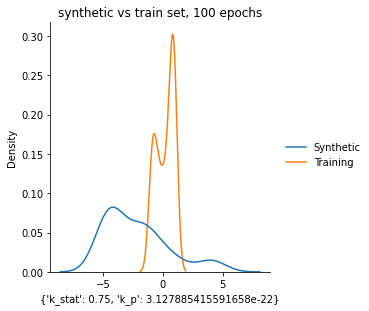 synthetic vs train set, 100 epochs
0.30
0.25
0.20
0.15
0.10
0.05
0.00
Density
−5
0
5
{'k_stat': 0.75, 'k_p': 3.127885415591658e-22}
Synthetic
Training